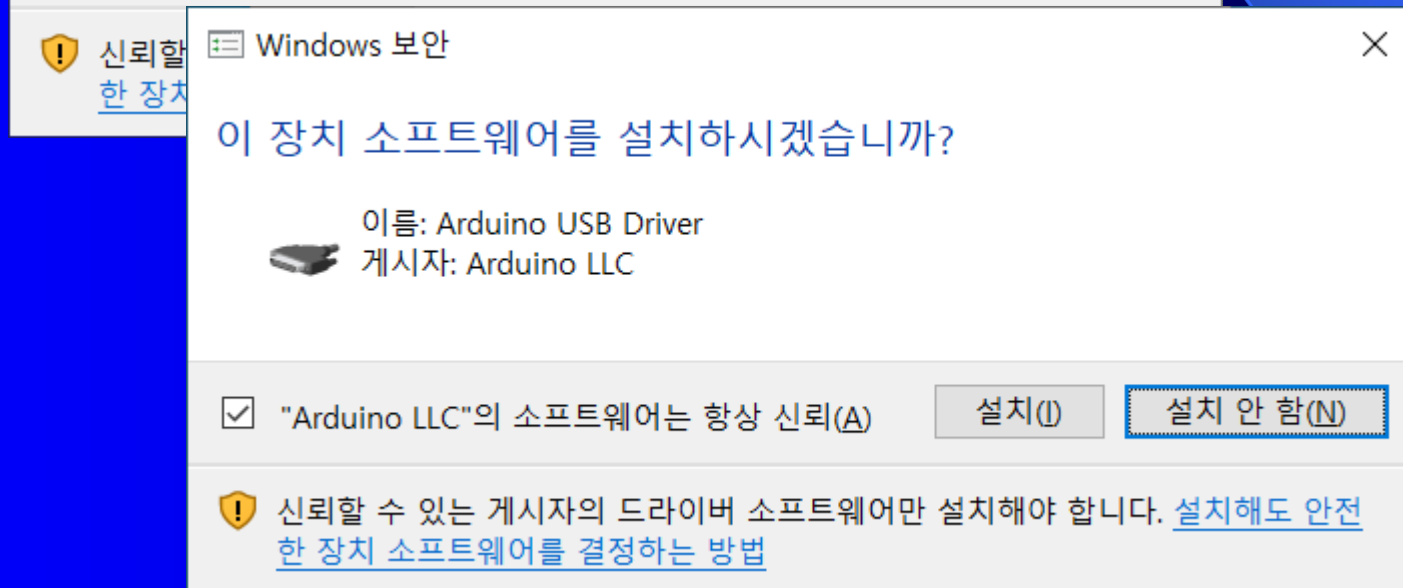 신뢰할
한 장치
Windows 보안
이 장치 소프트웨어를 설치하시겠습니까?
이름: Arduino USB Driver
게시자: Arduino LLC
"Arduino LLC"의 소프트웨어는 항상 신뢰(A)
설치(I)
설치 안 함(N)
신뢰할 수 있는 게시자의 드라이버 소프트웨어만 설치해야 합니다. 설치해도 안전
한 장치 소프트웨어를 결정하는 방법